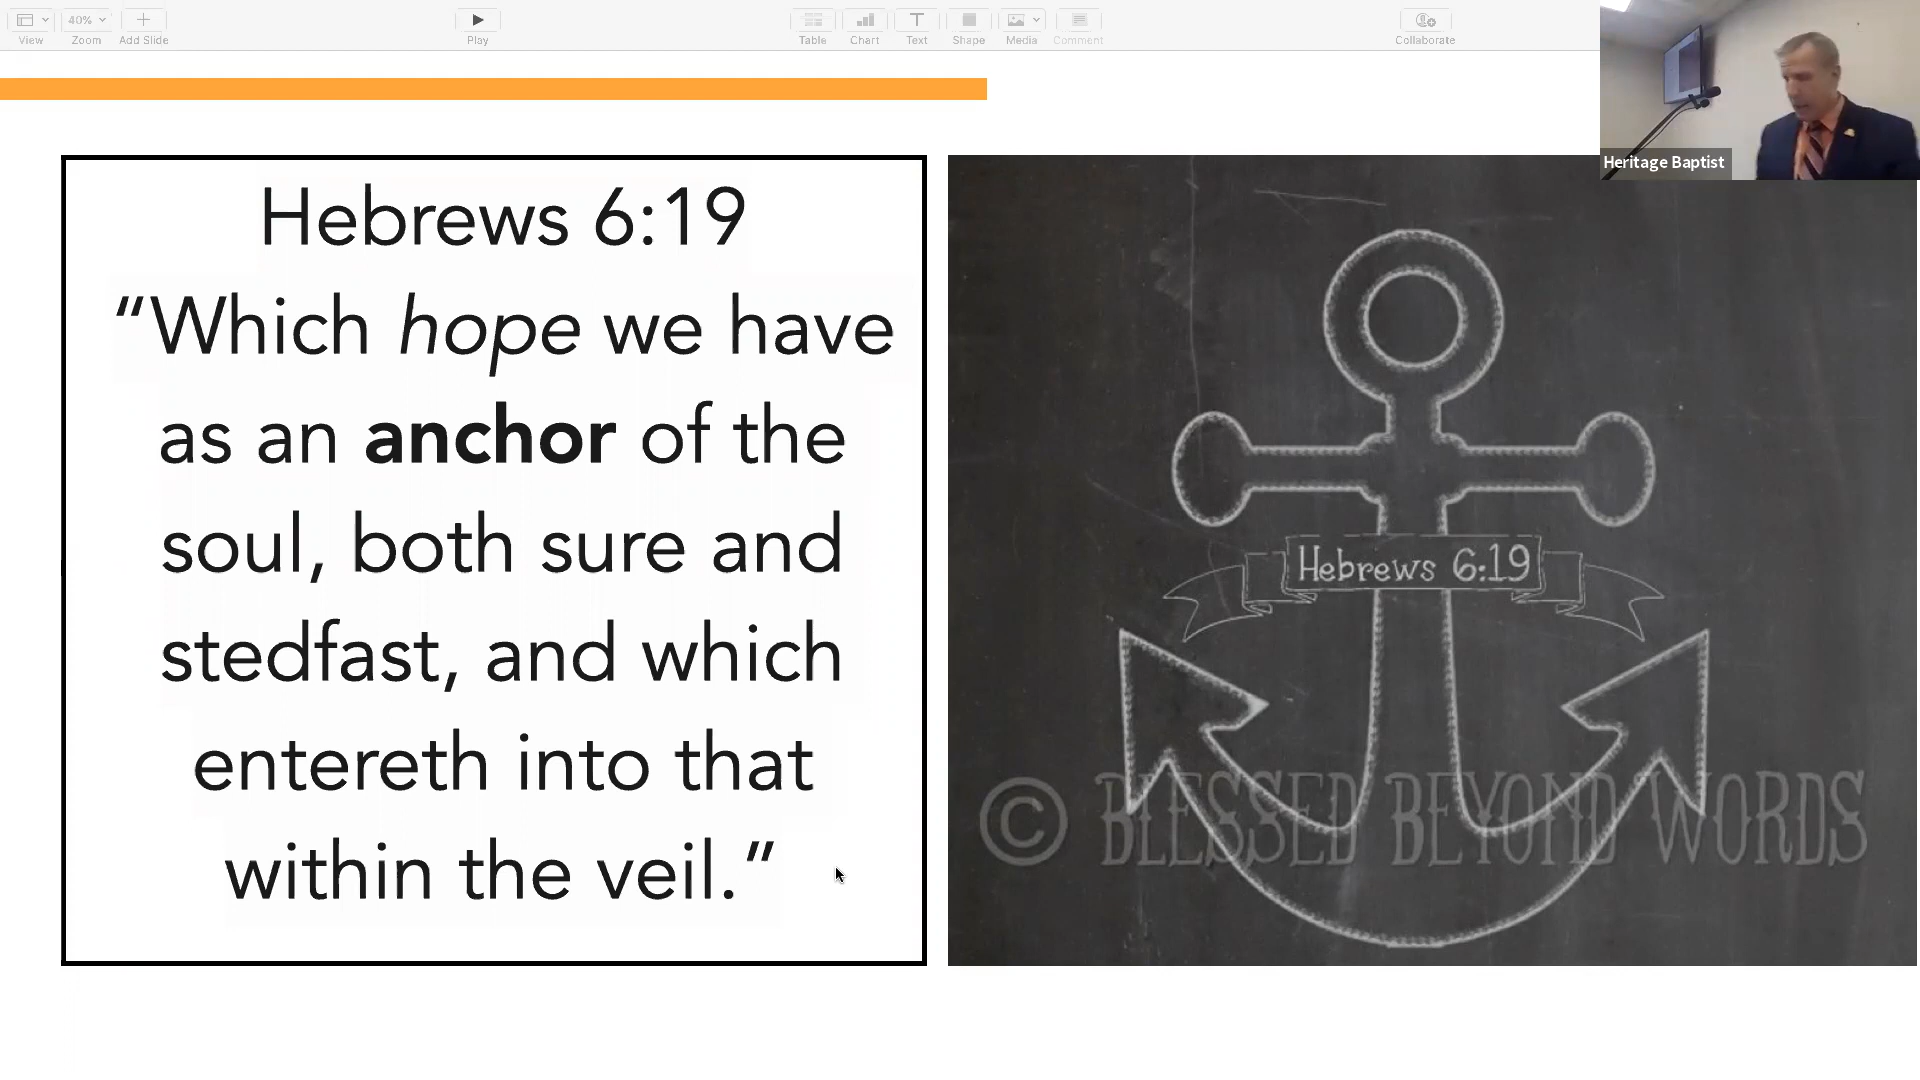 View
40%
Zoom
Add Slide
Play
Table
Chart
Text
Shape
Media
Comment
Collaborate
Heritage Baptist
Hebrews 6:19
“Which hope we have
as an anchor of the
soul, both sure and
stedfast, and which
entereth into that
within the veil.”
Hebrews 6:19
© BLESSED BEYOND WORDS